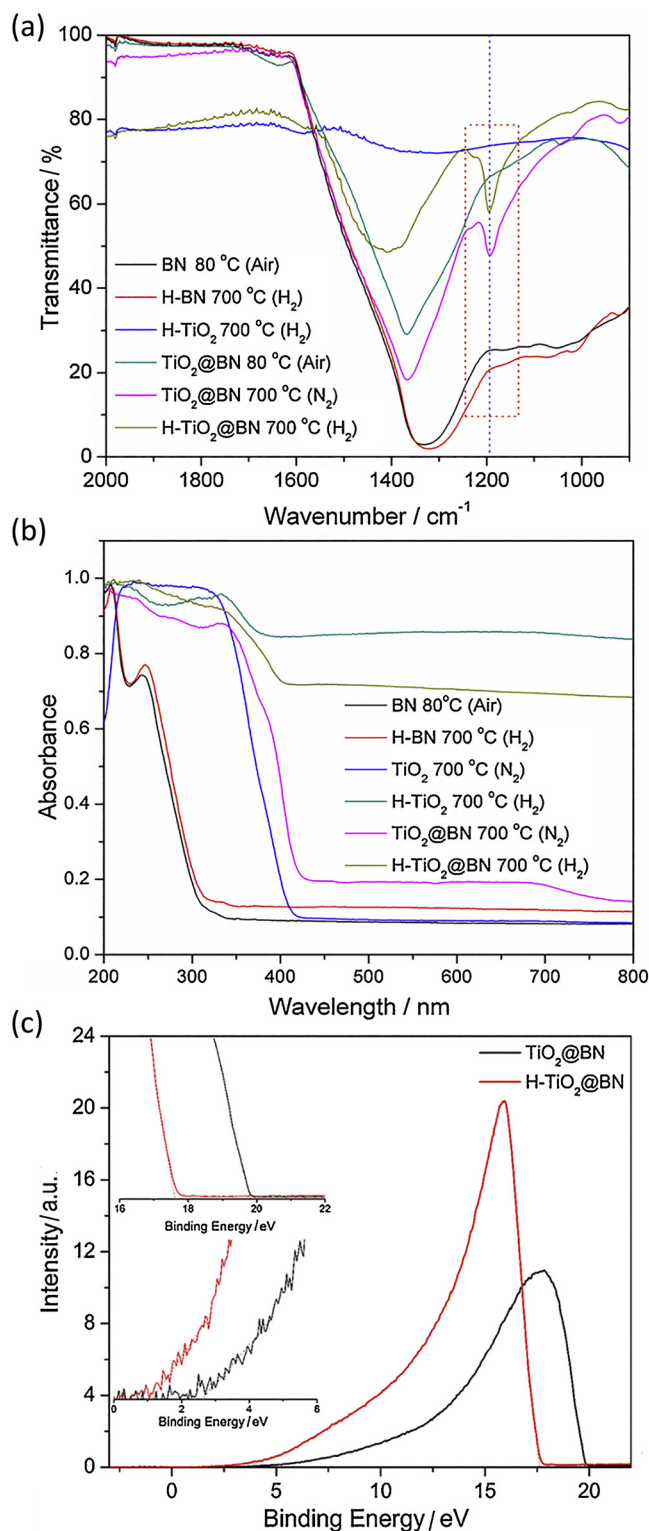 (a)
100
80
60
40
20
0
Transmittance / %
BN 80 °C (Air)
H-BN 700 °C (H₂)
H-TiO₂ 700 °C (H₂)
TiO₂@BN 80 °C (Air)
TiO₂@BN 700 °C (N₂)
H-TiO₂@BN 700 °C (H₂)
2000 1800 1600 1400 1200 1000
Wavenumber / cm⁻¹
(b)
1.0
0.8
0.6
0.4
0.2
0.0
Absorbance
BN 80°C (Air)
H-BN 700 °C (H₂)
TiO₂ 700 °C (N₂)
H-TiO₂ 700 °C (H₂)
TiO₂@BN 700 °C (N₂)
H-TiO₂@BN 700 °C (H₂)
200 300 400 500 600 700 800
Wavelength / nm
(c)
24
20
16
12
8
4
0
Intensity/ a.u.
TiO₂@BN
H-TiO₂@BN
16 18 20 22
Binding Energy / eV
0 2 4 6
Binding Energy / eV
0 5 10 15 20
Binding Energy / eV